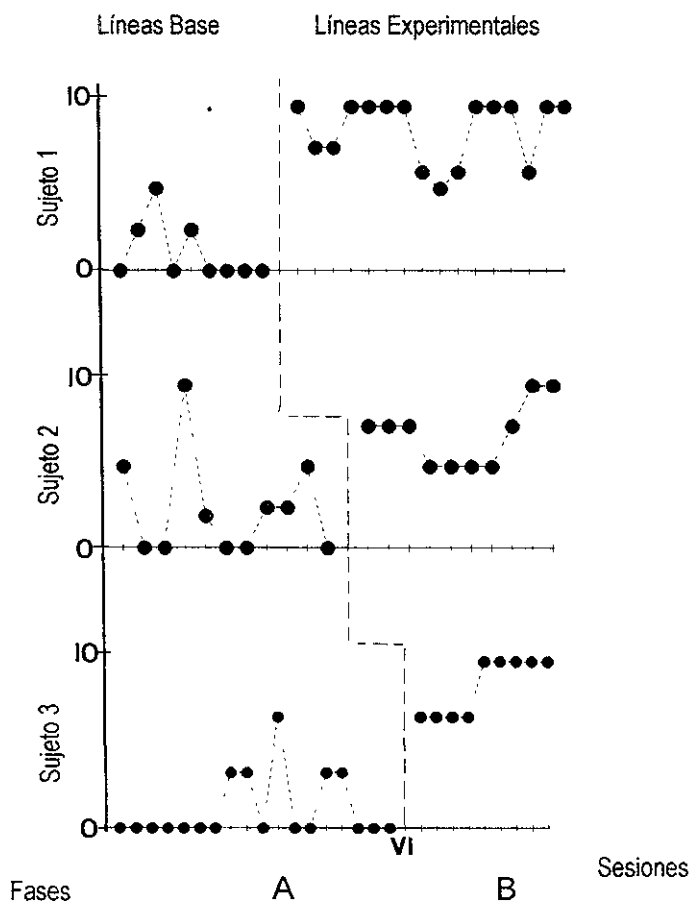 Líneas Base Líneas Experimentales
10
Sujeto 1
0
10
Sujeto 2
0
10
Sujeto 3
0
VI
Sesiones
Fases A B